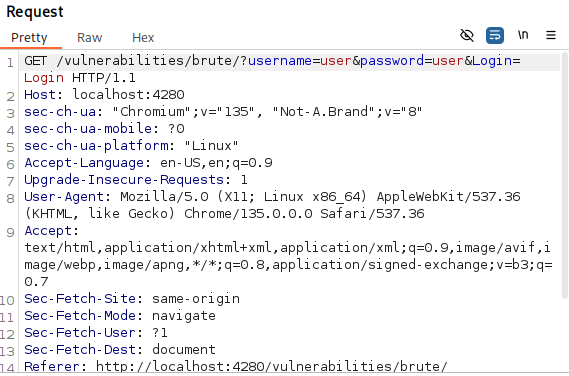 Request
Pretty Raw Hex
\n
1 GET /vulnerabilities/brute/?username=user&password=user&Login=
Login HTTP/1.1
2 Host: localhost:4280
3 sec-ch-ua: "Chromium";v="135", "Not-A.Brand";v="8"
4 sec-ch-ua-mobile: ?0
5 sec-ch-ua-platform: "Linux"
6 Accept-Language: en-US,en;q=0.9
7 Upgrade-Insecure-Requests: 1
8 User-Agent: Mozilla/5.0 (X11; Linux x86_64) AppleWebKit/537.36
(KHTML, like Gecko) Chrome/135.0.0.0 Safari/537.36
9 Accept:
text/html,application/xhtml+xml,application/xml;q=0.9,image/avif,i
mage/webp,image/apng,*/*;q=0.8,application/signed-exchange;v=b3;q=
0.7
10 Sec-Fetch-Site: same-origin
11 Sec-Fetch-Mode: navigate
12 Sec-Fetch-User: ?1
13 Sec-Fetch-Dest: document
14 Referer: http://localhost:4280/vulnerabilities/brute/